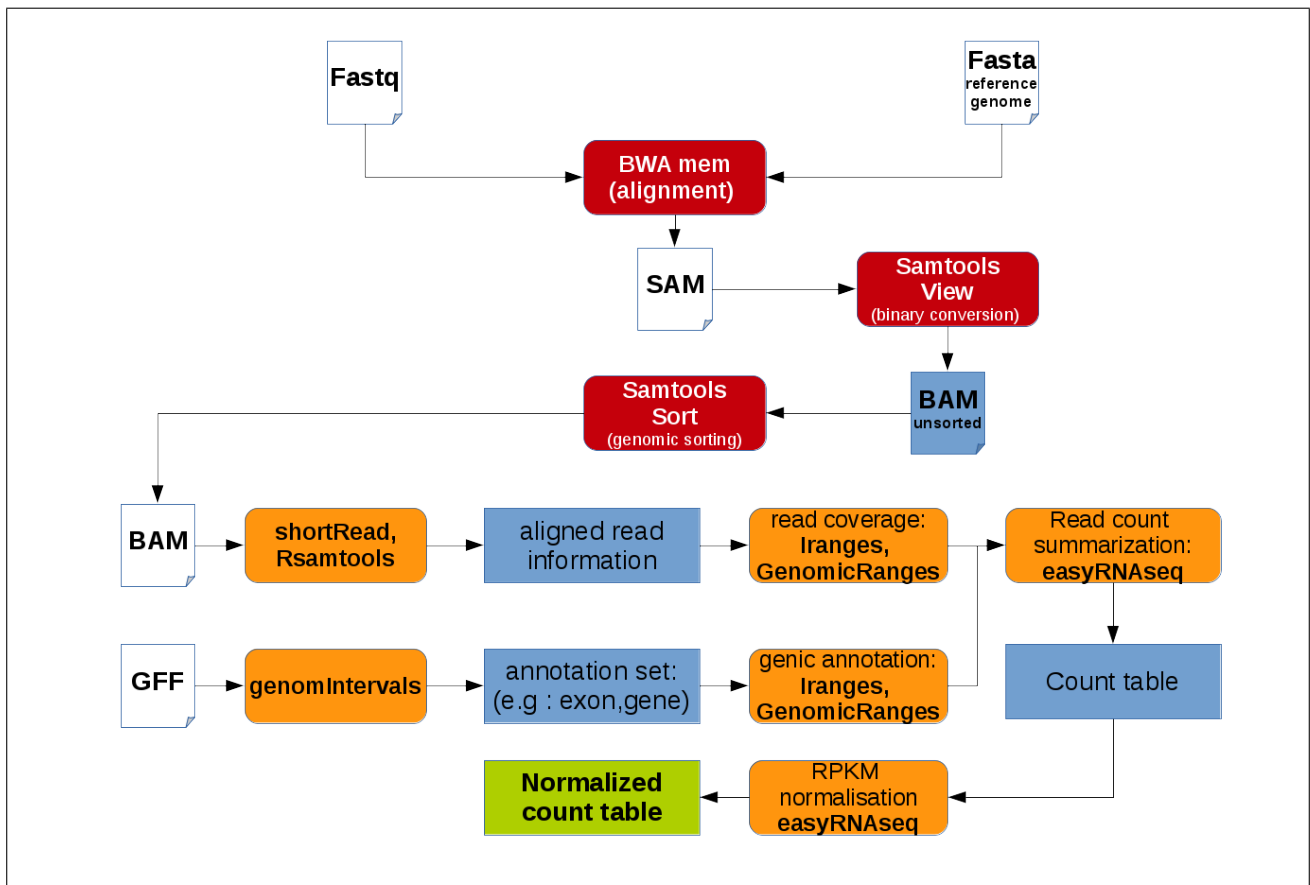 Fastq
Fasta
reference
genome
BWA mem
(alignment)
SAM
Samtools
View
(binary conversion)
Samtools
Sort
(genomic sorting)
BAM
unsorted
BAM
shortRead,
Rsamtools
aligned read
information
read coverage:
Iranges,
GenomicRanges
Read count
summarization:
easyRNAseq
GFF
genomIntervals
annotation set:
(e.g : exon,gene)
genic annotation:
Iranges,
GenomicRanges
Count table
Normalized
count table
RPKM
normalisation
easyRNAseq